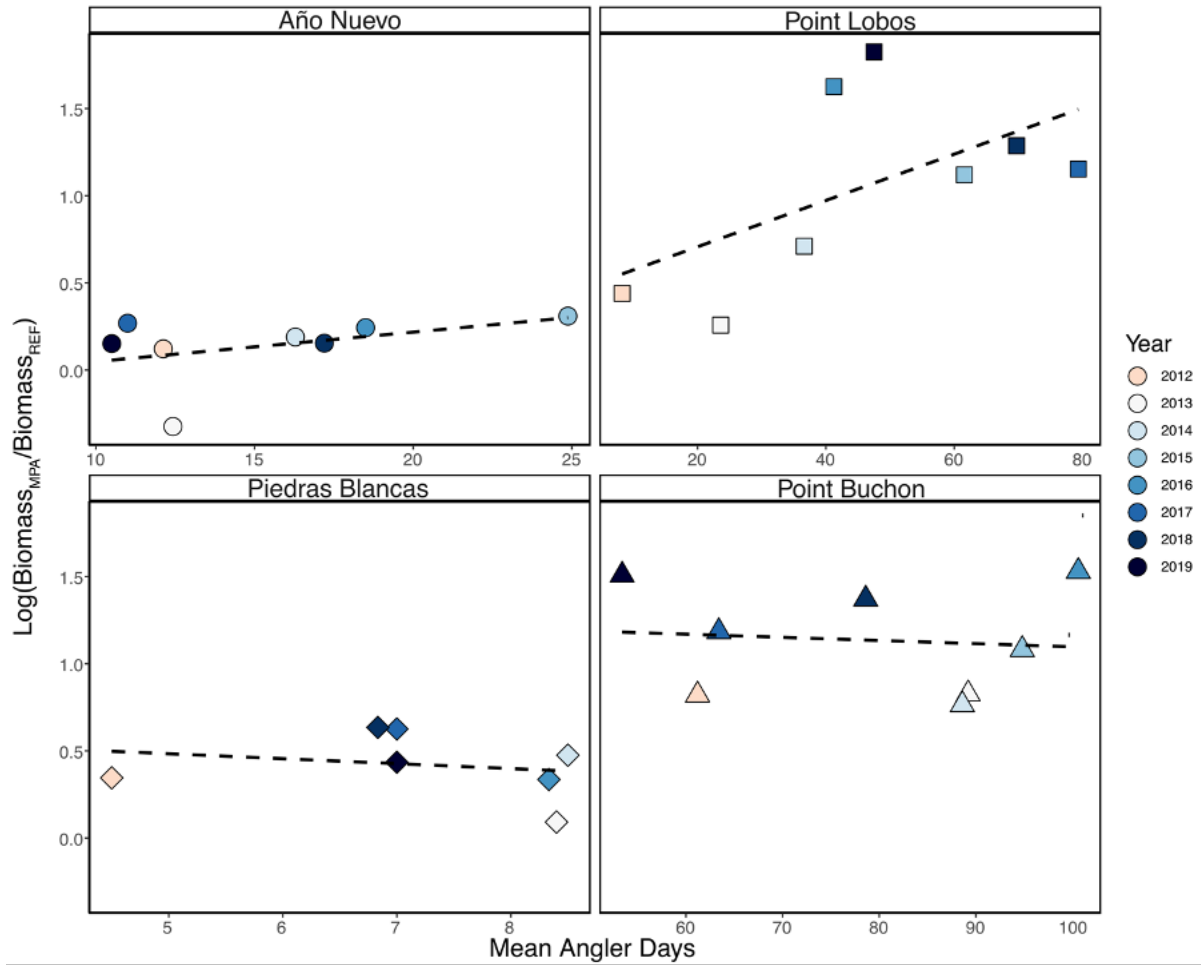 Año Nuevo
Point Lobos
1.5
1.0
0.5
0.0
10 15 20 25
20 40 60 80
Piedras Blancas
Point Buchon
1.5
1.0
0.5
0.0
5 6 7 8
60 70 80 90 100
Mean Angler Days
Log(Biomass_MPA/Biomass_REF)
Year
2012
2013
2014
2015
2016
2017
2018
2019